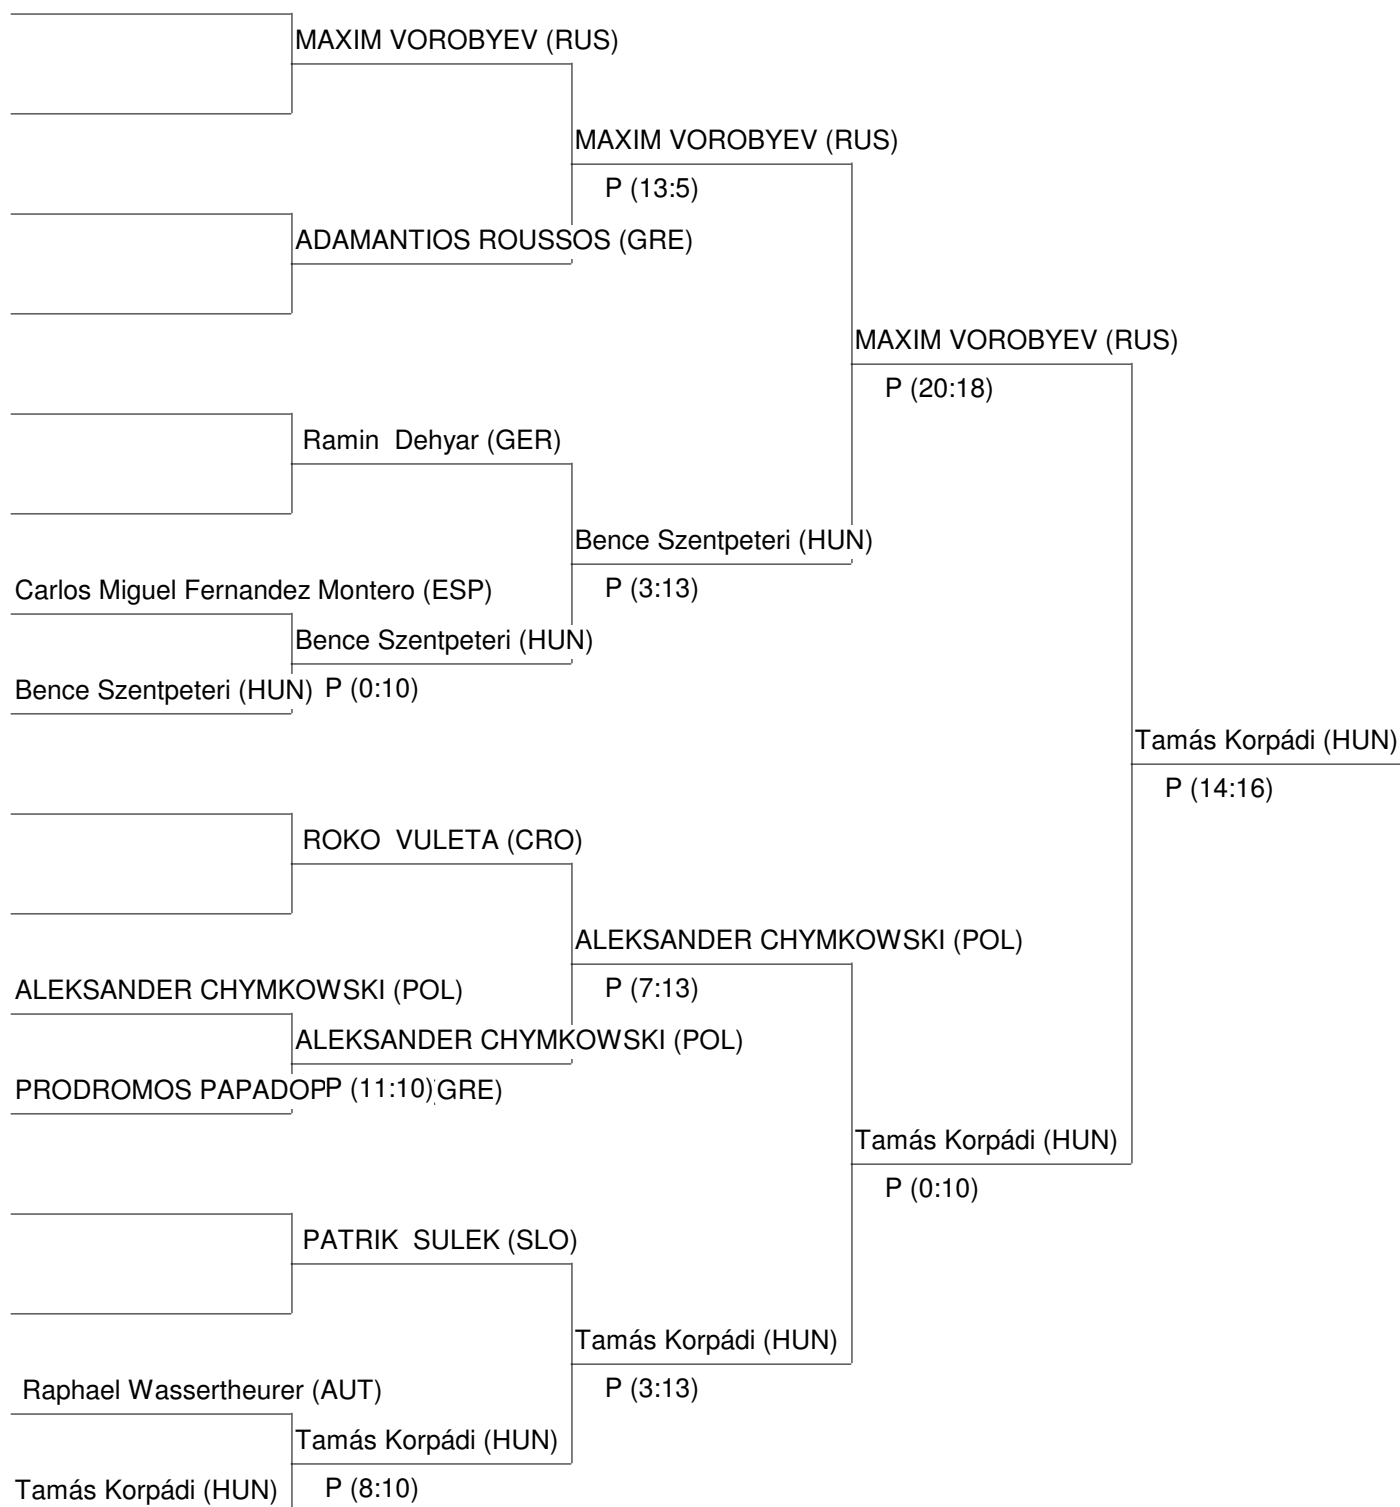 MAXIM VOROBYEV (RUS)
MAXIM VOROBYEV (RUS)
P (13:5)
ADAMANTIOS ROUSSOS (GRE)
MAXIM VOROBYEV (RUS)
P (20:18)
Ramin Dehyar (GER)
Bence Szentpeteri (HUN)
P (3:13)
Carlos Miguel Fernandez Montero (ESP)
Bence Szentpeteri (HUN)
Bence Szentpeteri (HUN) P (0:10)
Tamás Korpádi (HUN)
P (14:16)
ROKO VULETA (CRO)
ALEKSANDER CHYMKOWSKI (POL)
P (7:13)
ALEKSANDER CHYMKOWSKI (POL)
ALEKSANDER CHYMKOWSKI (POL)
PRODROMOS P (11:10) GRE)
Tamás Korpádi (HUN)
P (0:10)
PATRIK SULEK (SLO)
Tamás Korpádi (HUN)
P (3:13)
Raphael Wassertheurer (AUT)
Tamás Korpádi (HUN)
Tamás Korpádi (HUN) P (8:10)